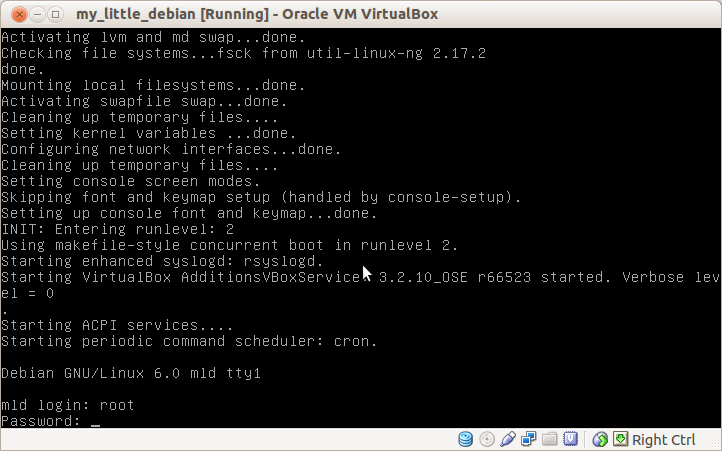 my_little_debian [Running] - Oracle VM VirtualBox
Activating lvm and md swap...done.
Checking file systems...fsck from util-linux-ng 2.17.2
done.
Mounting local filesystems...done.
Activating swapfile swap...done.
Cleaning up temporary files....
Setting kernel variables ...done.
Configuring network interfaces...done.
Cleaning up temporary files....
Setting console screen modes.
Skipping font and keymap setup (handled by console-setup).
Setting up console font and keymap...done.
INIT: Entering runlevel: 2
Using makefile-style concurrent boot in runlevel 2.
Starting enhanced syslogd: rsyslogd.
Starting VirtualBox AdditionsVBoxService 3.2.10_OSE r66523 started. Verbose lev
el = 0
.
Starting ACPI services....
Starting periodic command scheduler: cron.
Debian GNU/Linux 6.0 mld tty1
mld login: root
Password: _
Right Ctrl